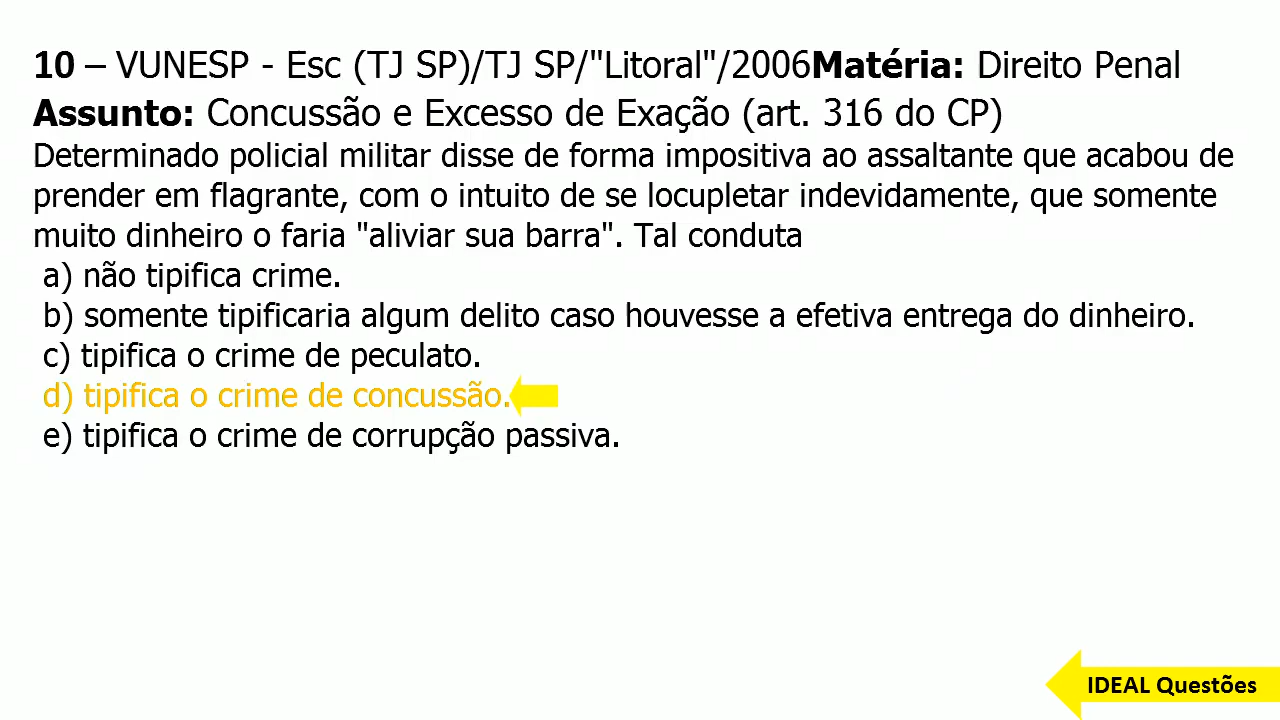 10 – VUNESP - Esc (TJ SP)/TJ SP/"Litoral"/2006Matéria: Direito Penal
Assunto: Concussão e Excesso de Exação (art. 316 do CP)
Determinado policial militar disse de forma impositiva ao assaltante que acabou de
prender em flagrante, com o intuito de se locupletar indevidamente, que somente
muito dinheiro o faria "aliviar sua barra". Tal conduta
a) não tipifica crime.
b) somente tipificaria algum delito caso houvesse a efetiva entrega do dinheiro.
c) tipifica o crime de peculato.
d) tipifica o crime de concussão.
e) tipifica o crime de corrupção passiva.
IDEAL Questões